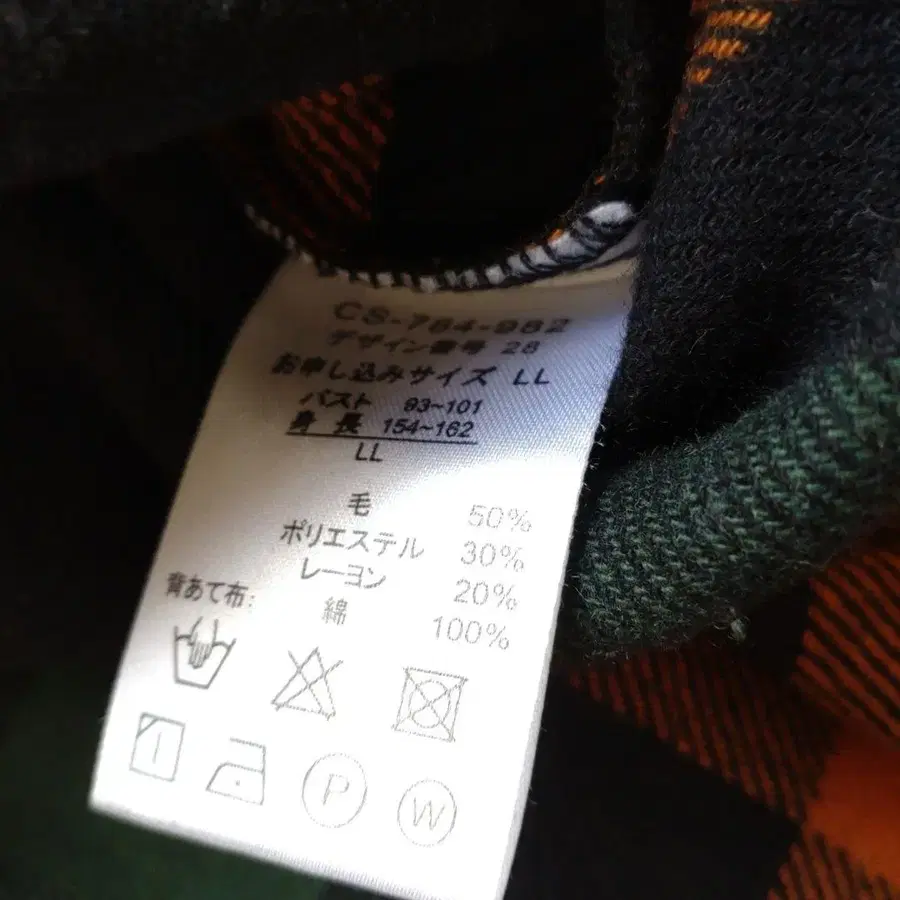 CS-764-982
デザイン番号 28
お申し込みサイズ LL
バスト 93~101
身長 154~162
LL
毛 50%
ポリエステル 30%
レーヨン 20%
背あて布: 綿 100%
P W